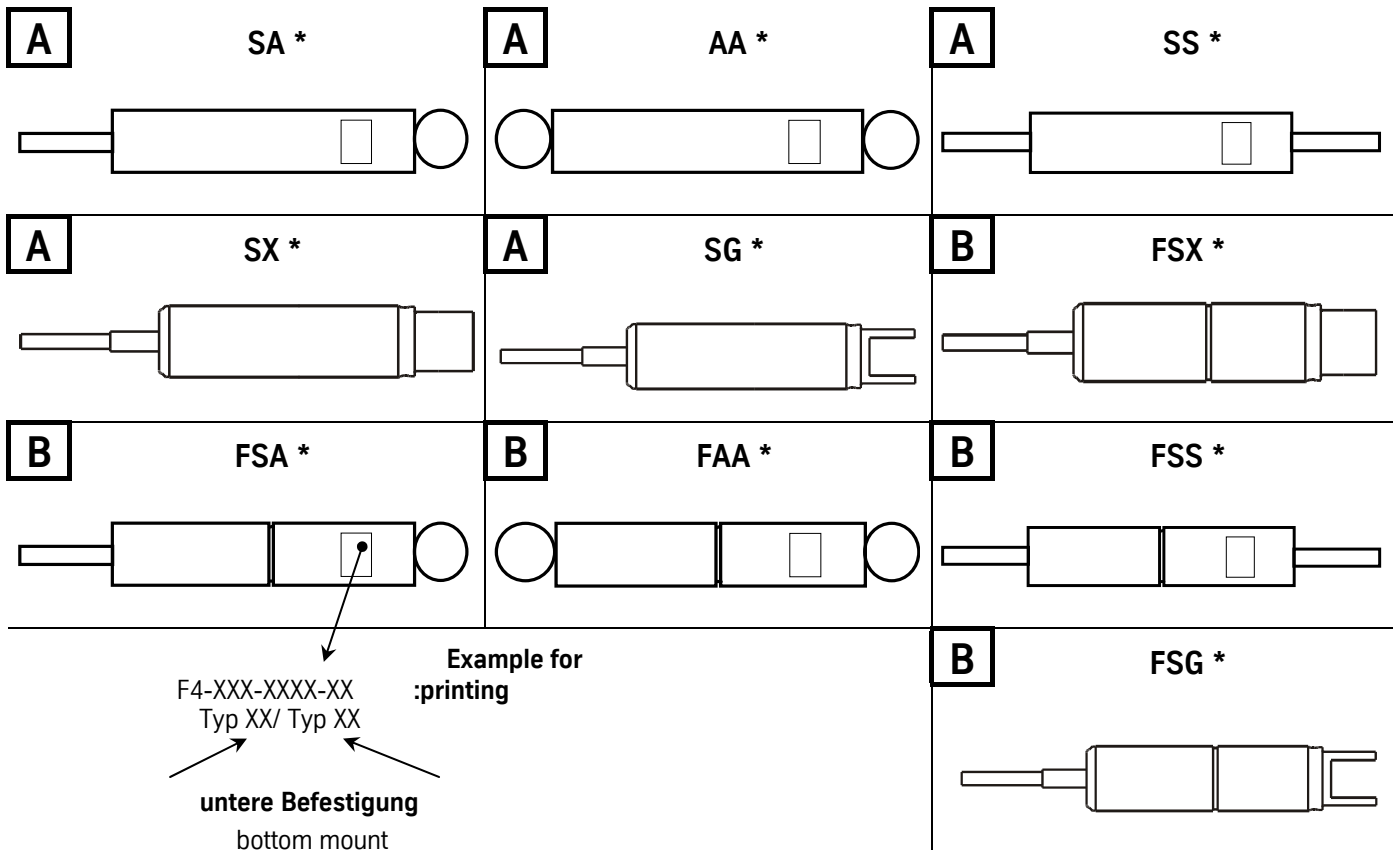 A SA * A AA * A SS *
A SX * A SG * B FSX *
B FSA * B FAA * B FSS *
B FSG *
Example for
:printing
F4-XXX-XXXX-XX
Typ XX/ Typ XX
untere Befestigung
bottom mount